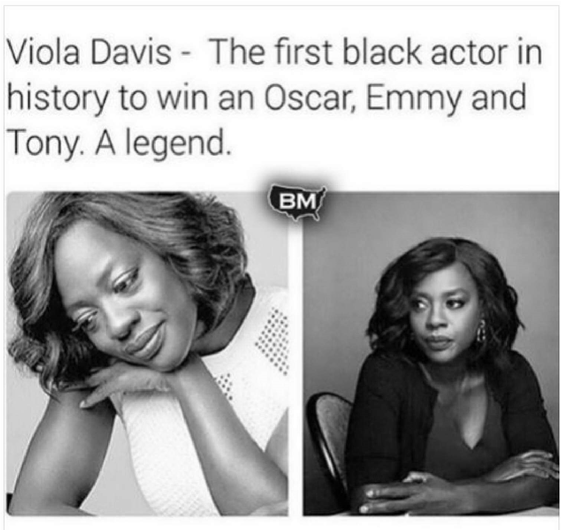 Viola Davis - The first black actor in
history to win an Oscar, Emmy and
Tony. A legend.
BM